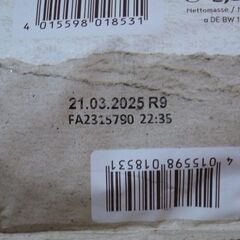 4 015598 018531
Nettomasse /
DE BW
21.03.2025 R9
FA2315790 22:35
4 015598 018531